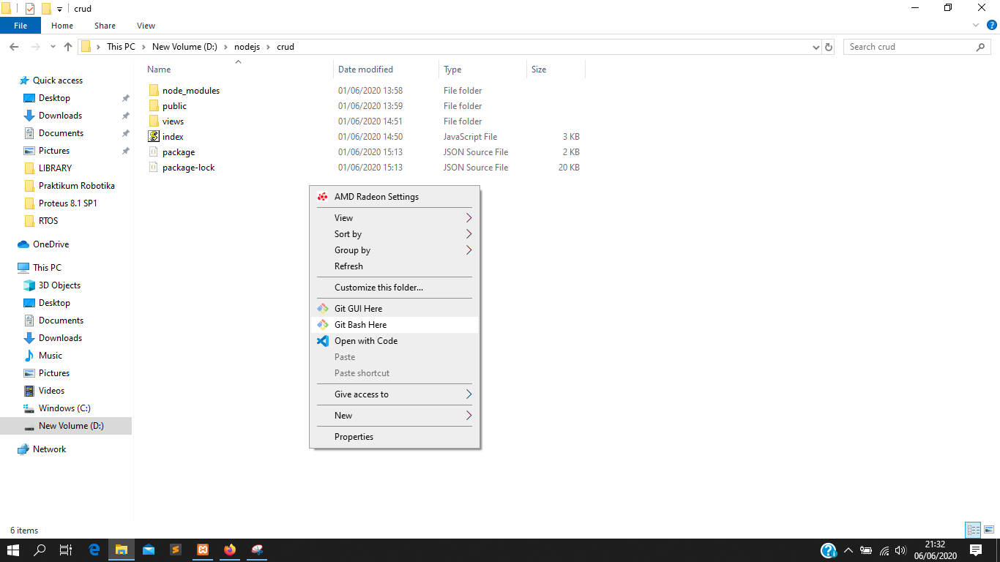 crud
File Home Share View
This PC New Volume (D:) nodejs crud
Search crud
Name Date modified Type Size
node_modules 01/06/2020 13:58 File folder
public 01/06/2020 13:59 File folder
views 01/06/2020 14:51 File folder
index 01/06/2020 14:50 JavaScript File 3 KB
package 01/06/2020 15:13 JSON Source File 2 KB
package-lock 01/06/2020 15:13 JSON Source File 20 KB
Quick access
Desktop
Downloads
Documents
Pictures
LIBRARY
Praktikum Robotika
Proteus 8.1 SP1
RTOS
OneDrive
This PC
3D Objects
Desktop
Documents
Downloads
Music
Pictures
Videos
Windows (C:)
New Volume (D:)
Network
AMD Radeon Settings
View
Sort by
Group by
Refresh
Customize this folder...
Git GUI Here
Git Bash Here
Open with Code
Paste
Paste shortcut
Give access to
New
Properties
6 items
21:32
06/06/2020